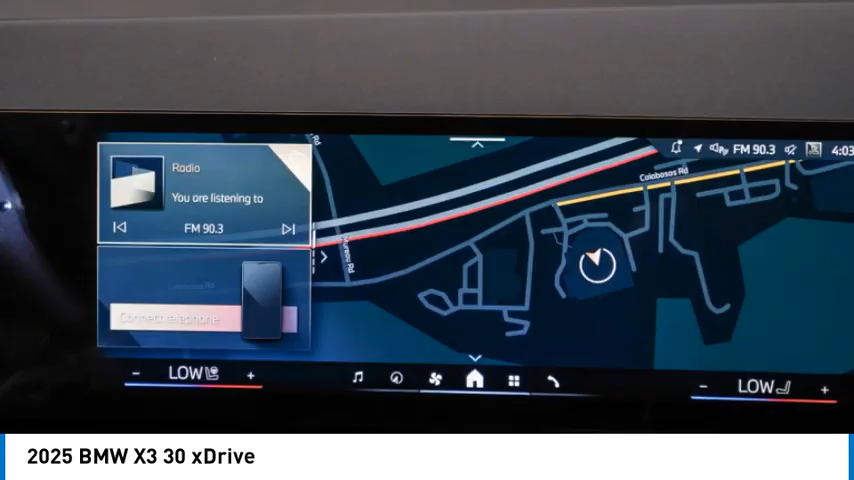 FM 90.3
4:03
Radio
You are listening to
FM 90.3
Calabasas Rd
Connect telephone
− LOW +
− LOW +
2025 BMW X3 30 xDrive